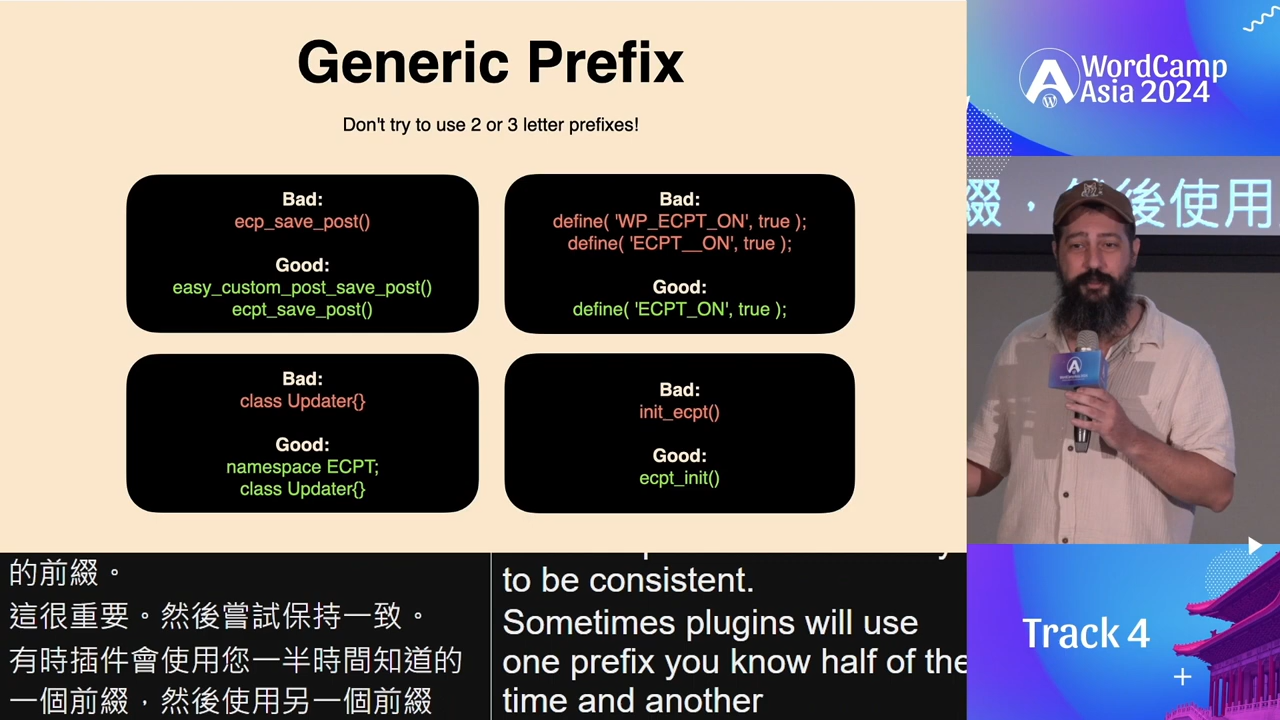 Generic Prefix
Don't try to use 2 or 3 letter prefixes!
Bad:
ecp_save_post()
Good:
easy_custom_post_save_post()
ecpt_save_post()
Bad:
define( 'WP_ECPT_ON', true );
define( 'ECPT__ON', true );
Good:
define( 'ECPT_ON', true );
Bad:
class Updater{}
Good:
namespace ECPT;
class Updater{}
Bad:
init_ecpt()
Good:
ecpt_init()
的前綴。
這很重要。然後嘗試保持一致。
有時插件會使用您一半時間知道的
一個前綴，然後使用另一個前綴
to be consistent.
Sometimes plugins will use
one prefix you know half of the
time and another
WordCamp
Asia 2024
綴，然後使用
Track 4